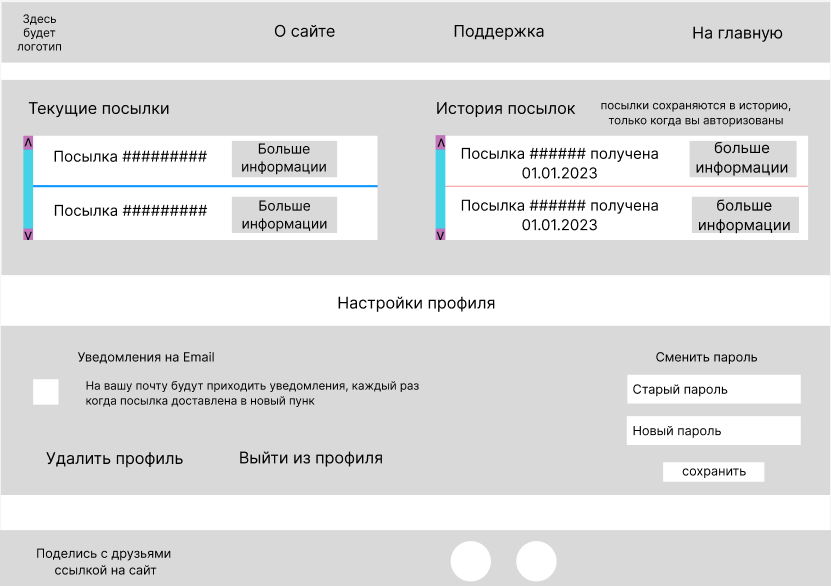 Здесь
будет
логотип
О сайте
Поддержка
На главную
Текущие посылки
История посылок
посылки сохраняются в историю,
только когда вы авторизованы
Λ
Посылка #########
Больше
информации
Посылка #########
Больше
информации
V
Λ
Посылка ###### получена
01.01.2023
больше
информации
Посылка ###### получена
01.01.2023
больше
информации
V
Настройки профиля
Уведомления на Email
На вашу почту будут приходить уведомления, каждый раз
когда посылка доставлена в новый пунк
Удалить профиль
Выйти из профиля
Сменить пароль
Старый пароль
Новый пароль
сохранить
Поделись с друзьями
ссылкой на сайт